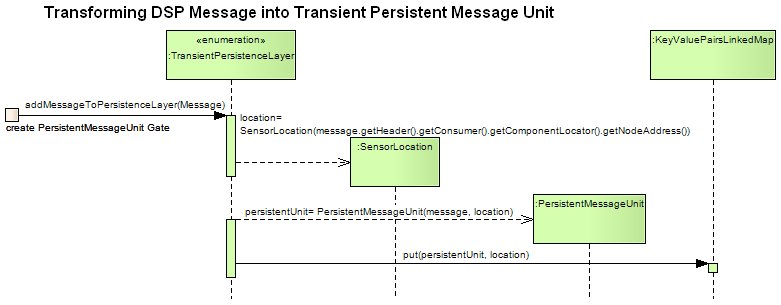 Transforming DSP Message into Transient Persistent Message Unit
«enumeration»
:TransientPersistenceLayer
:KeyValuePairsLinkedMap
addMessageToPersistenceLayer(Message)
create PersistentMessageUnit Gate
location=
SensorLocation(message.getHeader().getConsumer().getComponentLocator().getNodeAddress())
:SensorLocation
:PersistentMessageUnit
persistentUnit= PersistentMessageUnit(message, location)
put(persistentUnit, location)